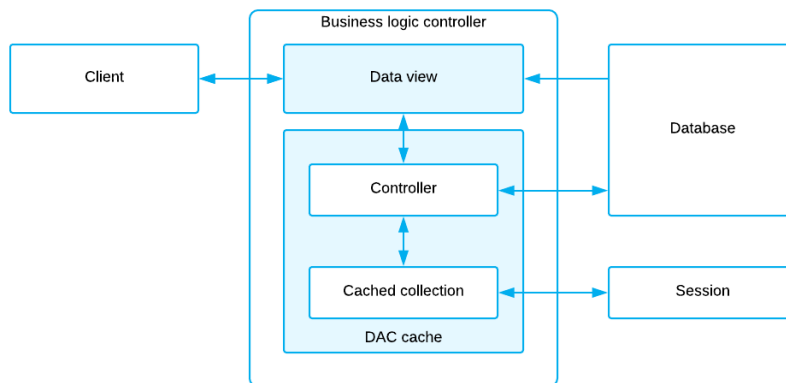 Business logic controller
Client
Data view
Database
Controller
Cached collection
Session
DAC cache